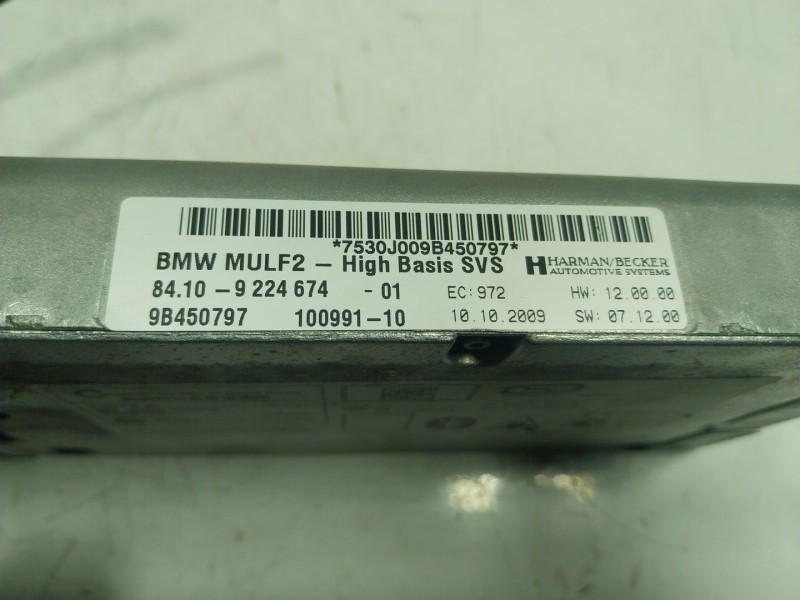 *7530J009B450797*
BMW MULF2 – High Basis SVS HARMAN/BECKER
AUTOMOTIVE SYSTEMS
84.10 - 9 224 674 - 01 EC: 972 HW: 12.00.00
9B450797 100991-10 10.10.2009 SW: 07.12.00